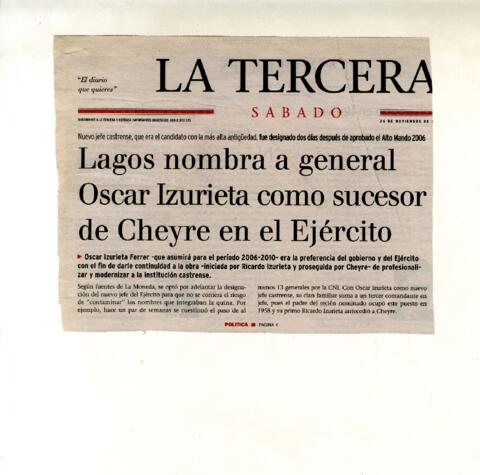 "El diario
que quieres"
LA TERCERA
SABADO
26 DE NOVIEMBRE DE
Nuevo jefe castrense, que era el candidato con la más alta antigüedad, fue designado dos días después de aprobado el Alto Mando 2006
Lagos nombra a general
Oscar Izurieta como sucesor
de Cheyre en el Ejército
Oscar Izurieta Ferrer -que asumirá para el período 2006-2010- era la preferencia del gobierno y del Ejército
con el fin de darle continuidad a la obra -iniciada por Ricardo Izurieta y proseguida por Cheyre- de profesionali-
zar y modernizar a la institución castrense.
Según fuentes de La Moneda, se optó por adelantar la designa-
ción del nuevo jefe del Ejército para que no se corriera el riesgo
de "contaminar" los nombres que integraban la quina. Por
ejemplo, hace un par de semanas se cuestionó el paso de al
menos 13 generales por la CNI. Con Oscar Izurieta como nuevo
jefe castrense, su clan familiar suma a un tercer comandante en
jefe, pues el padre del recién nominado ocupó este puesto en
1958 y su primo Ricardo Izurieta antecedió a Cheyre.
POLITICA PAGINA 4